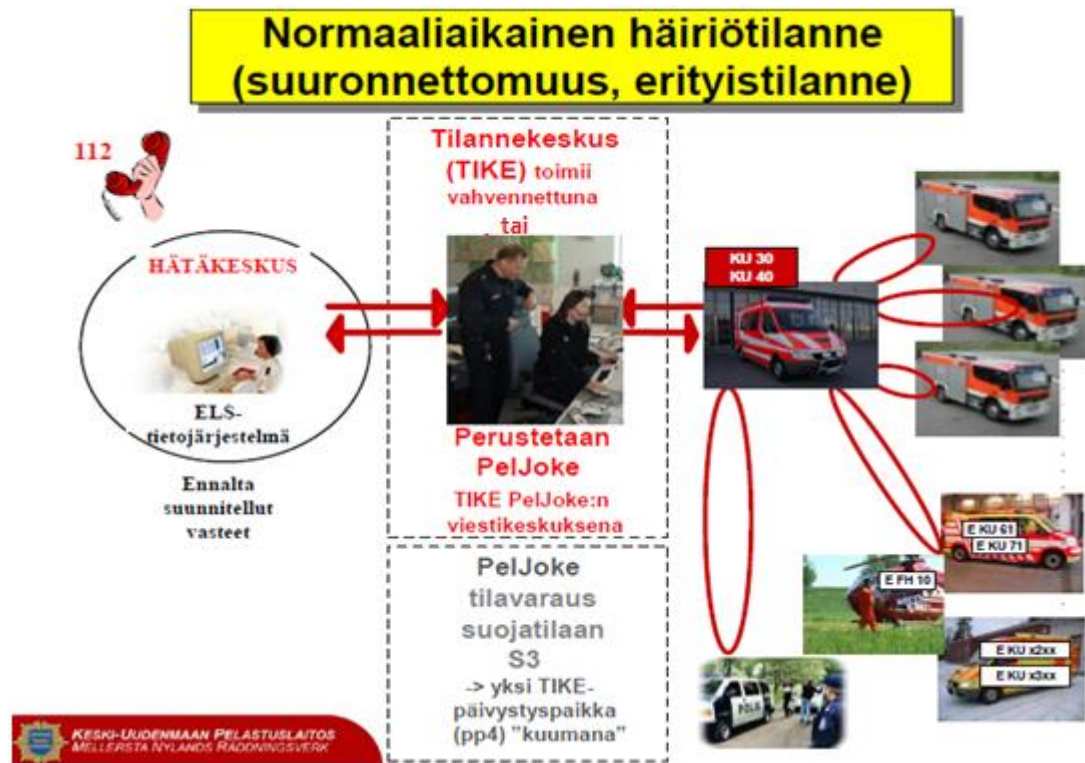 Normaaliaikainen häiriötilanne
(suuronnettomuus, erityistilanne)
112
HÄTÄKESKUS
ELS-
tietojärjestelmä
Ennalta
suunnitellut
vasteet
Tilannekeskus
(TIKE) toimii
vahvennettuna
tai
Perustetaan
PelJoke
TIKE PelJoke:n
viestikeskuksena
PelJoke
tilavaraus
suojatilaan
S3
-> yksi TIKE-
päivystyspaikka
(pp4) "kuumana"
KU 30
KU 40
E KU 61
E KU 71
E FH 10
E KU x2xx
E KU x3xx
POLIS
KESKI-UUDENMAAN PELASTUSLAITOS
MELLERSTA NYLANDS RÄDDNINGSVERK